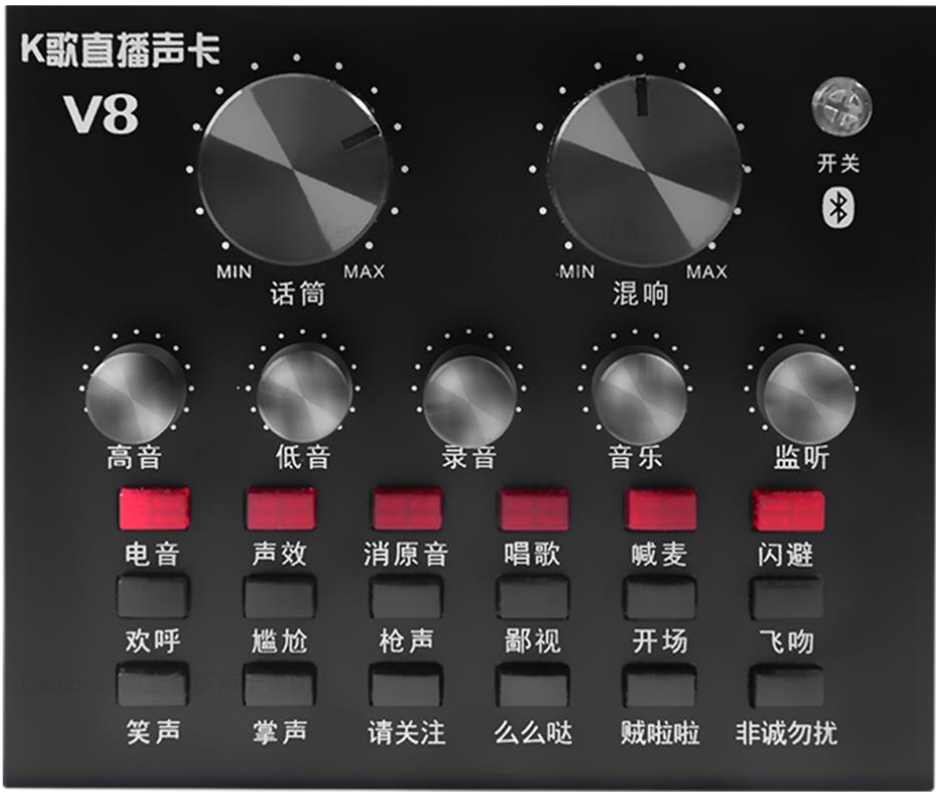 K歌直播声卡
V8
开关
MIN MAX MIN MAX
话筒 混响
高音 低音 录音 音乐 监听
电音 声效 消原音 唱歌 喊麦 闪避
欢呼 尴尬 枪声 鄙视 开场 飞吻
笑声 掌声 请关注 么么哒 贼啦啦 非诚勿扰